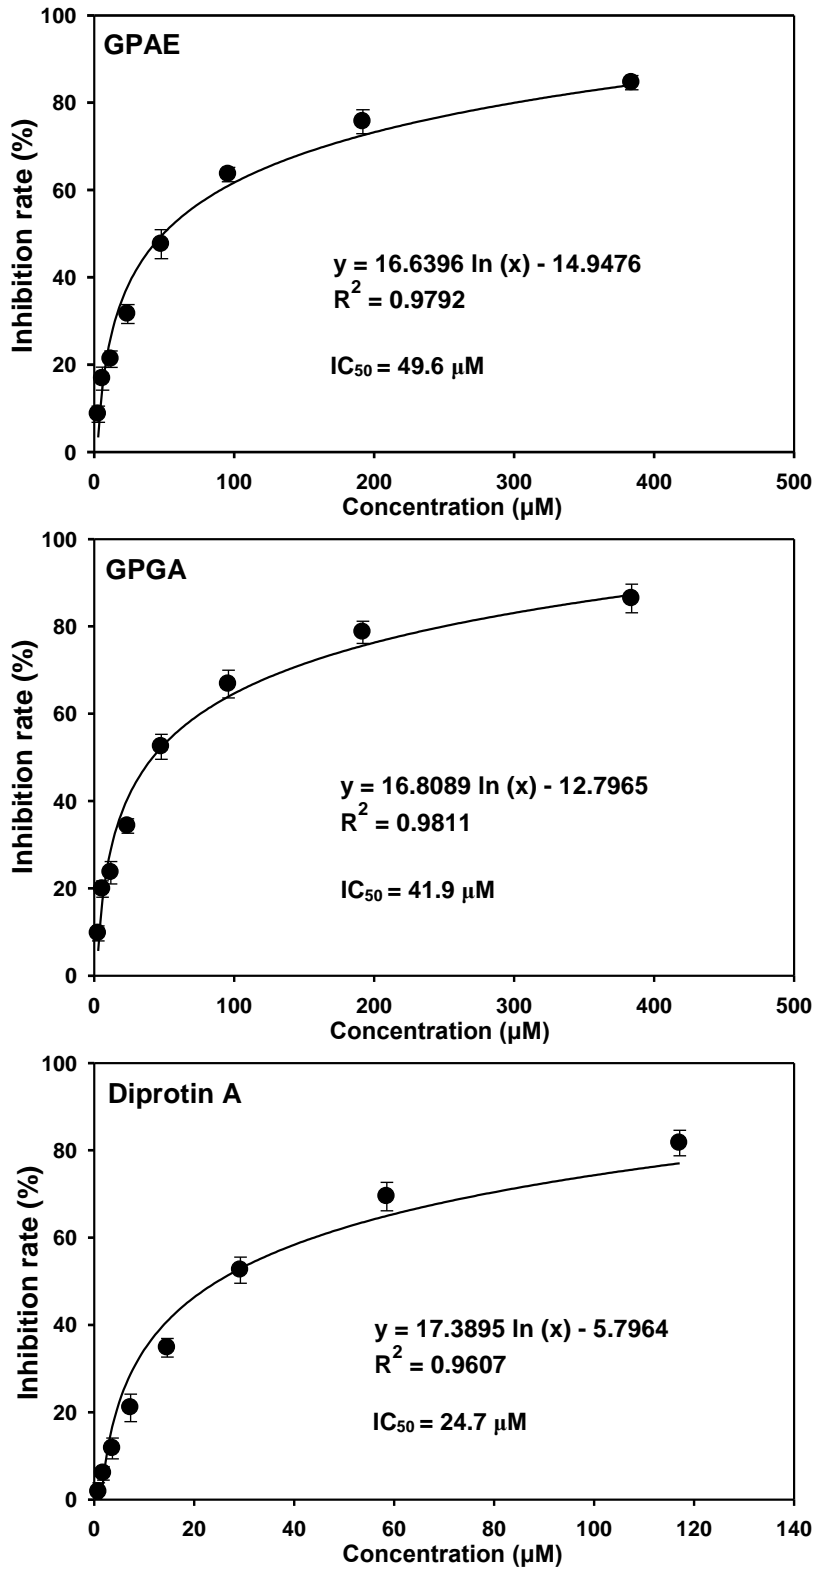 GPAE
Inhibition rate (%)
100
80
60
40
20
0
y = 16.6396 ln (x) - 14.9476
R² = 0.9792
IC₅₀ = 49.6 µM
0 100 200 300 400 500
Concentration (µM)
GPGA
Inhibition rate (%)
100
80
60
40
20
0
y = 16.8089 ln (x) - 12.7965
R² = 0.9811
IC₅₀ = 41.9 µM
0 100 200 300 400 500
Concentration (µM)
Diprotin A
Inhibition rate (%)
100
80
60
40
20
0
y = 17.3895 ln (x) - 5.7964
R² = 0.9607
IC₅₀ = 24.7 µM
0 20 40 60 80 100 120 140
Concentration (µM)